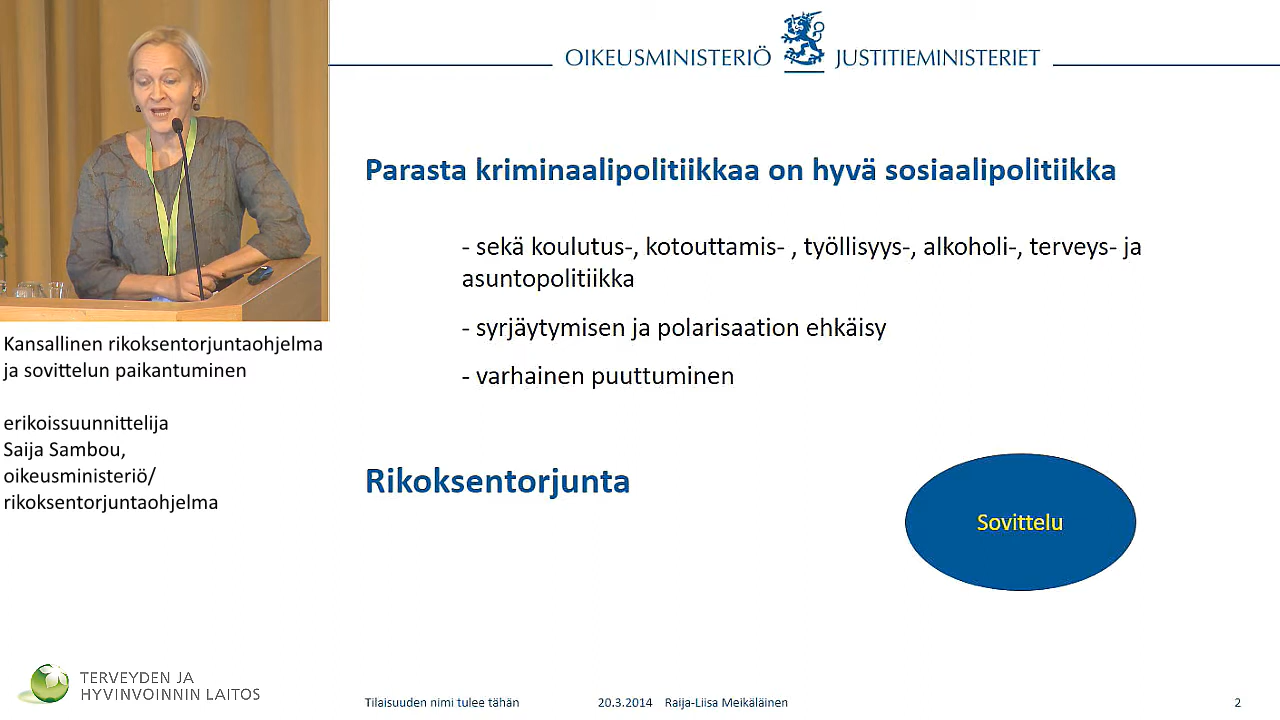 OIKEUSMINISTERIÖ JUSTITIEMINISTERIET
Parasta kriminaalipolitiikkaa on hyvä sosiaalipolitiikka
- sekä koulutus-, kotouttamis- , työllisyys-, alkoholi-, terveys- ja
asuntopolitiikka
- syrjäytymisen ja polarisaation ehkäisy
- varhainen puuttuminen
Rikoksentorjunta
Sovittelu
Kansallinen rikoksentorjuntaohjelma
ja sovittelun paikantuminen
erikoissuunnittelija
Saija Sambou,
oikeusministeriö/
rikoksentorjuntaohjelma
TERVEYDEN JA
HYVINVOINNIN LAITOS
Tilaisuuden nimi tulee tähän 20.3.2014 Raija-Liisa Meikäläinen 2